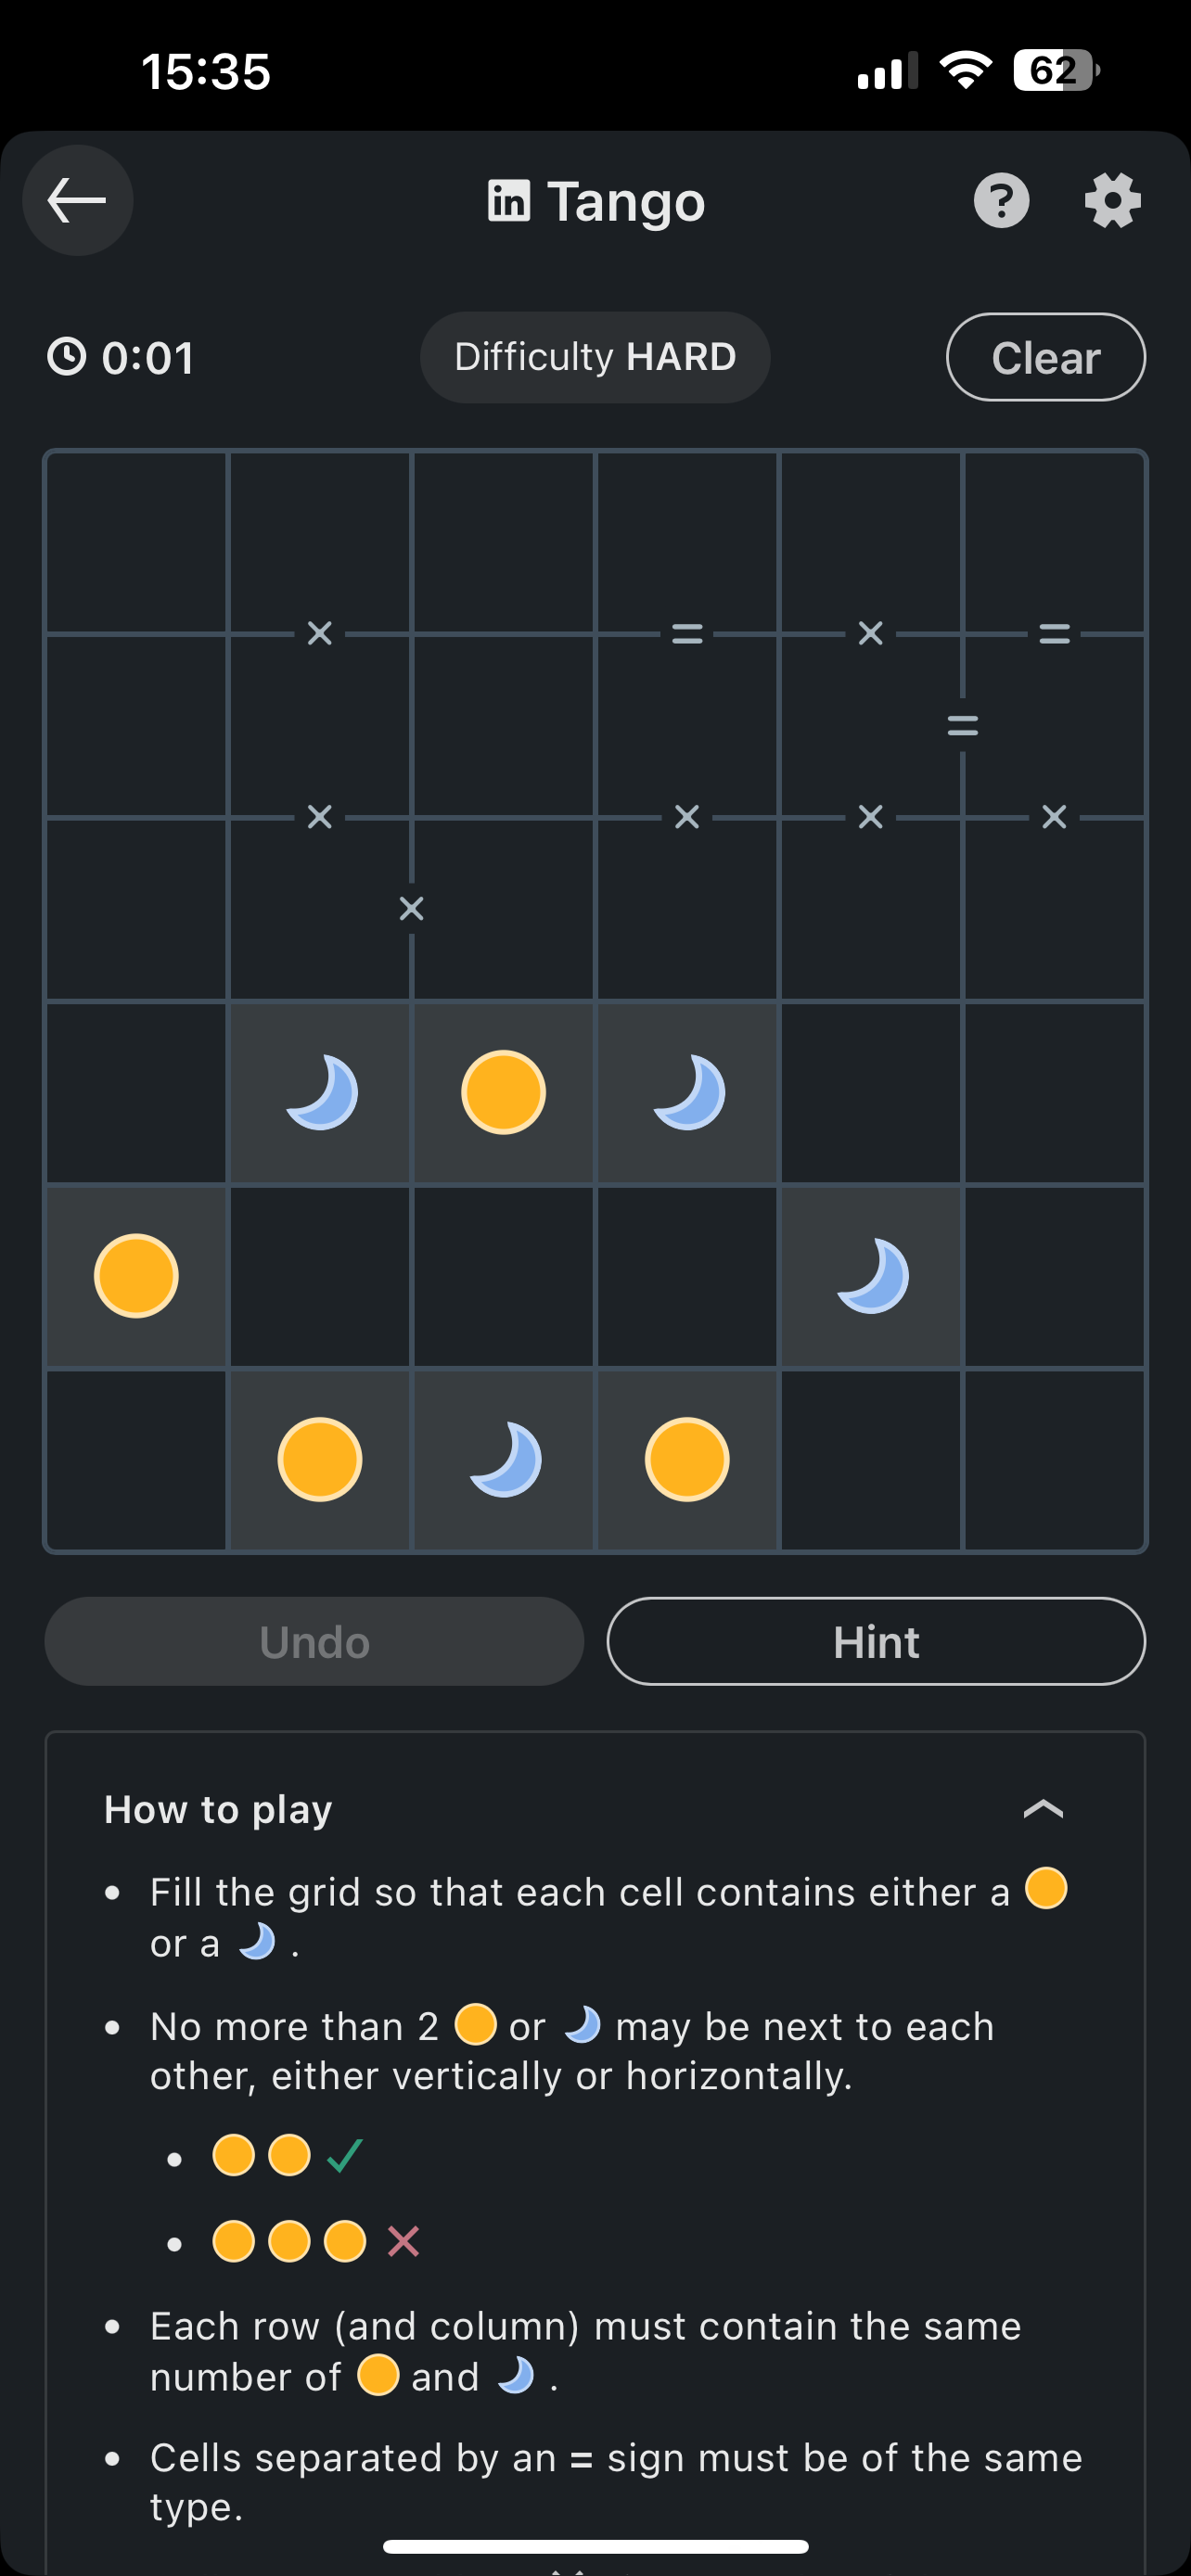 15:35
62
in Tango
?
0:01
Difficulty HARD
Clear
× = × =
=
× × × ×
×
Undo
Hint
How to play
• Fill the grid so that each cell contains either a
or a .
• No more than 2 or may be next to each
other, either vertically or horizontally.
•
•
• Each row (and column) must contain the same
number of and .
• Cells separated by an = sign must be of the same
type.